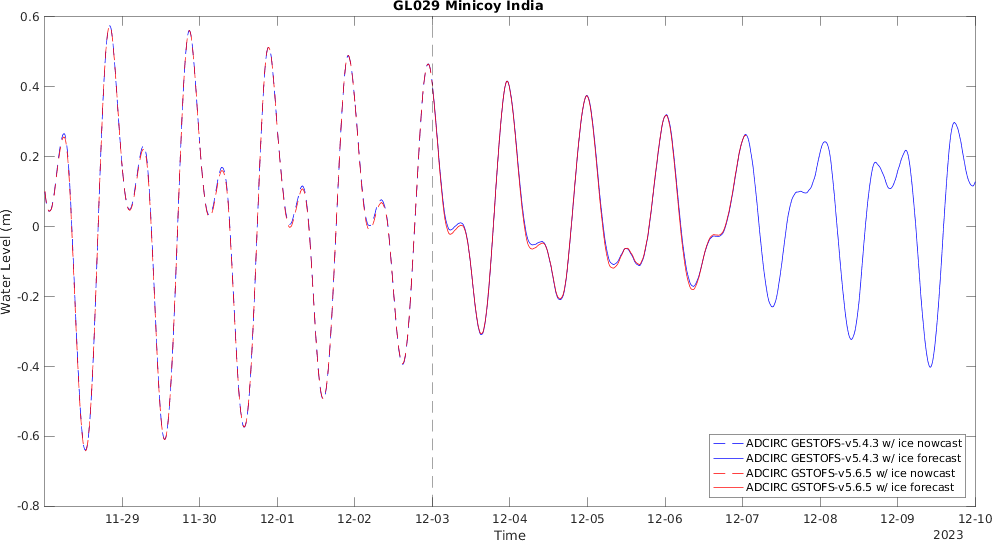 GL029 Minicoy India
0.6
0.4
0.2
0
-0.2
-0.4
-0.6
-0.8
Water Level (m)
ADCIRC GESTOFS-v5.4.3 w/ ice nowcast
ADCIRC GESTOFS-v5.4.3 w/ ice forecast
ADCIRC GSTOFS-v5.6.5 w/ ice nowcast
ADCIRC GSTOFS-v5.6.5 w/ ice forecast
11-29 11-30 12-01 12-02 12-03 12-04 12-05 12-06 12-07 12-08 12-09 12-10
Time
2023